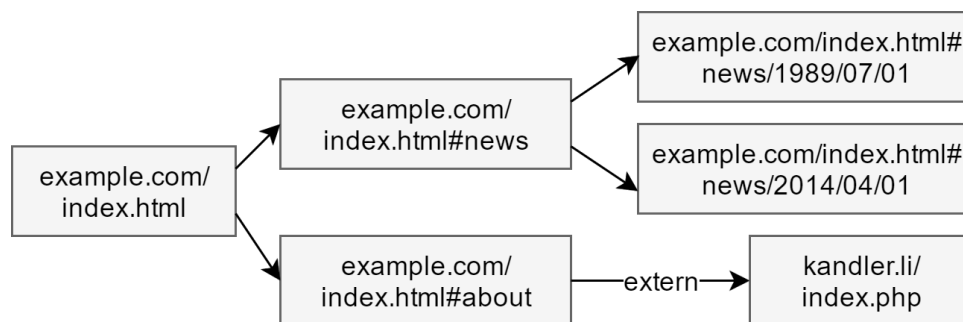 example.com/
index.html
example.com/
index.html#news
example.com/index.html#
news/1989/07/01
example.com/index.html#
news/2014/04/01
example.com/
index.html#about
extern
kandler.li/
index.php